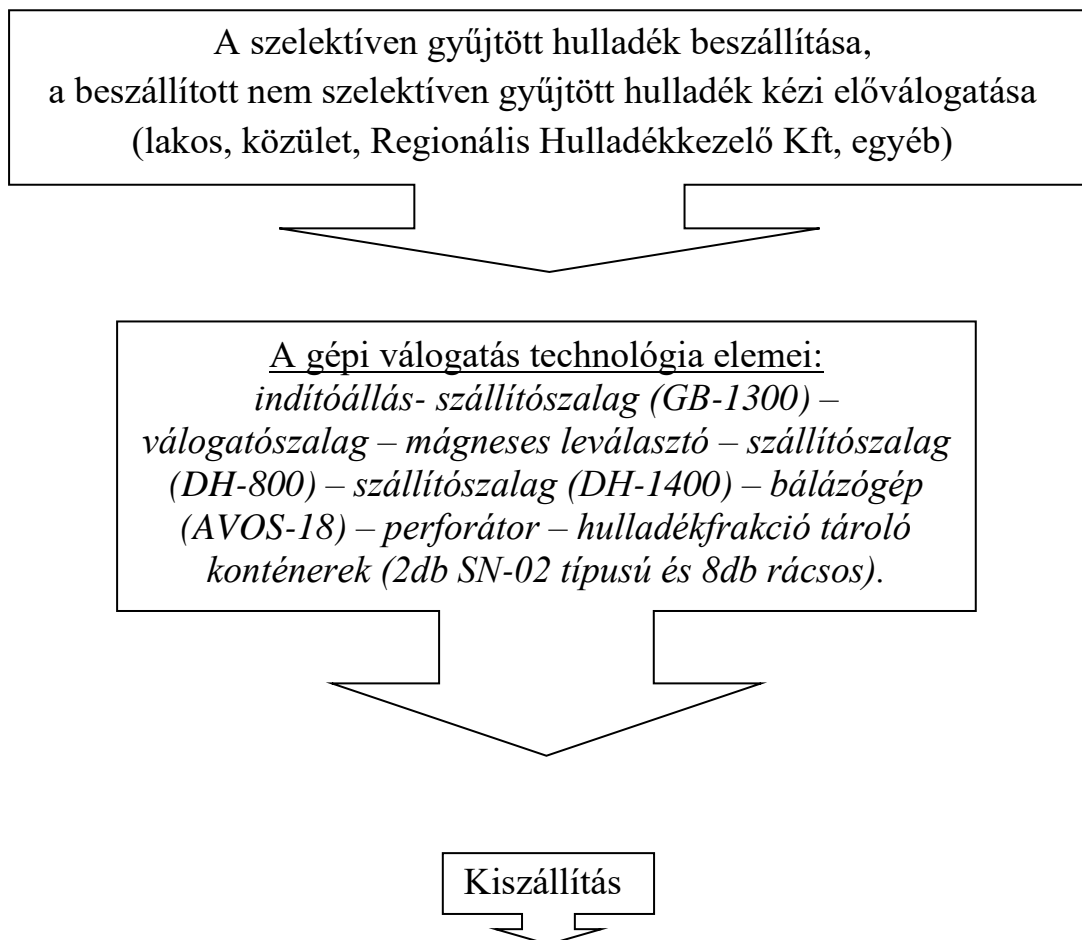 A szelektíven gyűjtött hulladék beszállítása,
a beszállított nem szelektíven gyűjtött hulladék kézi előválogatása
(lakos, közület, Regionális Hulladékkezelő Kft, egyéb)
A gépi válogatás technológia elemei:
indítóállás- szállítószalag (GB-1300) –
válogatószalag – mágneses leválasztó – szállítószalag
(DH-800) – szállítószalag (DH-1400) – bálázógép
(AVOS-18) – perforátor – hulladékfrakció tároló
konténerek (2db SN-02 típusú és 8db rácsos).
Kiszállítás